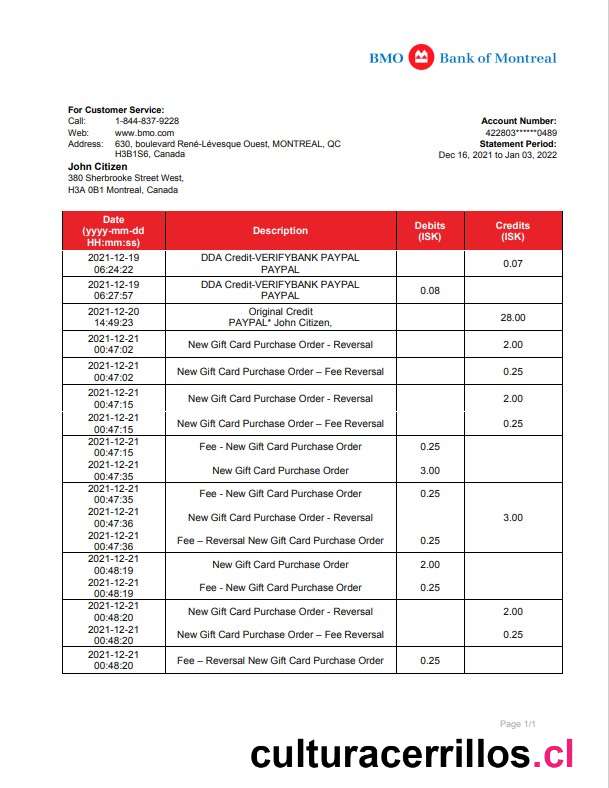 BMO Bank of Montreal
For Customer Service:
Call: 1-844-837-9228
Web: www.bmo.com
Address: 630, boulevard René-Lévesque Ouest, MONTREAL, QC
H3B1S6, Canada
Account Number:
422803******0489
Statement Period:
Dec 16, 2021 to Jan 03, 2022
John Citizen
380 Sherbrooke Street West,
H3A 0B1 Montreal, Canada
Date
(yyyy-mm-dd
HH:mm:ss)
Description
Debits
(ISK)
Credits
(ISK)
2021-12-19
06:24:22
DDA Credit-VERIFYBANK PAYPAL
PAYPAL
0.07
2021-12-19
06:27:57
DDA Credit-VERIFYBANK PAYPAL
PAYPAL
0.08
2021-12-20
14:49:23
Original Credit
PAYPAL* John Citizen,
28.00
2021-12-21
00:47:02
New Gift Card Purchase Order - Reversal
2.00
2021-12-21
00:47:02
New Gift Card Purchase Order – Fee Reversal
0.25
2021-12-21
00:47:15
New Gift Card Purchase Order - Reversal
2.00
2021-12-21
00:47:15
New Gift Card Purchase Order – Fee Reversal
0.25
2021-12-21
00:47:15
Fee - New Gift Card Purchase Order
0.25
2021-12-21
00:47:35
New Gift Card Purchase Order
3.00
2021-12-21
00:47:35
Fee - New Gift Card Purchase Order
0.25
2021-12-21
00:47:36
New Gift Card Purchase Order - Reversal
3.00
2021-12-21
00:47:36
Fee – Reversal New Gift Card Purchase Order
0.25
2021-12-21
00:48:19
New Gift Card Purchase Order
2.00
2021-12-21
00:48:19
Fee - New Gift Card Purchase Order
0.25
2021-12-21
00:48:20
New Gift Card Purchase Order - Reversal
2.00
2021-12-21
00:48:20
New Gift Card Purchase Order – Fee Reversal
0.25
2021-12-21
00:48:20
Fee – Reversal New Gift Card Purchase Order
0.25
Page 1/1
culturacerrillos.cl